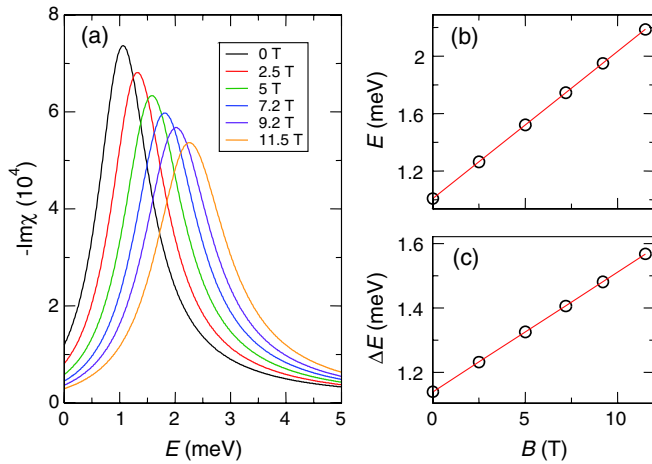 -8
(a)
0 T
2.5 T
5 T
7.2 T
9.2 T
11.5 T
-6
-4
-2
0
-Imχ (10⁴)
0 1 2 3 4 5
E (meV)
(b)
2
1.6
1.2
E (meV)
(c)
1.6
1.4
1.2
ΔE (meV)
0 5 10
B (T)